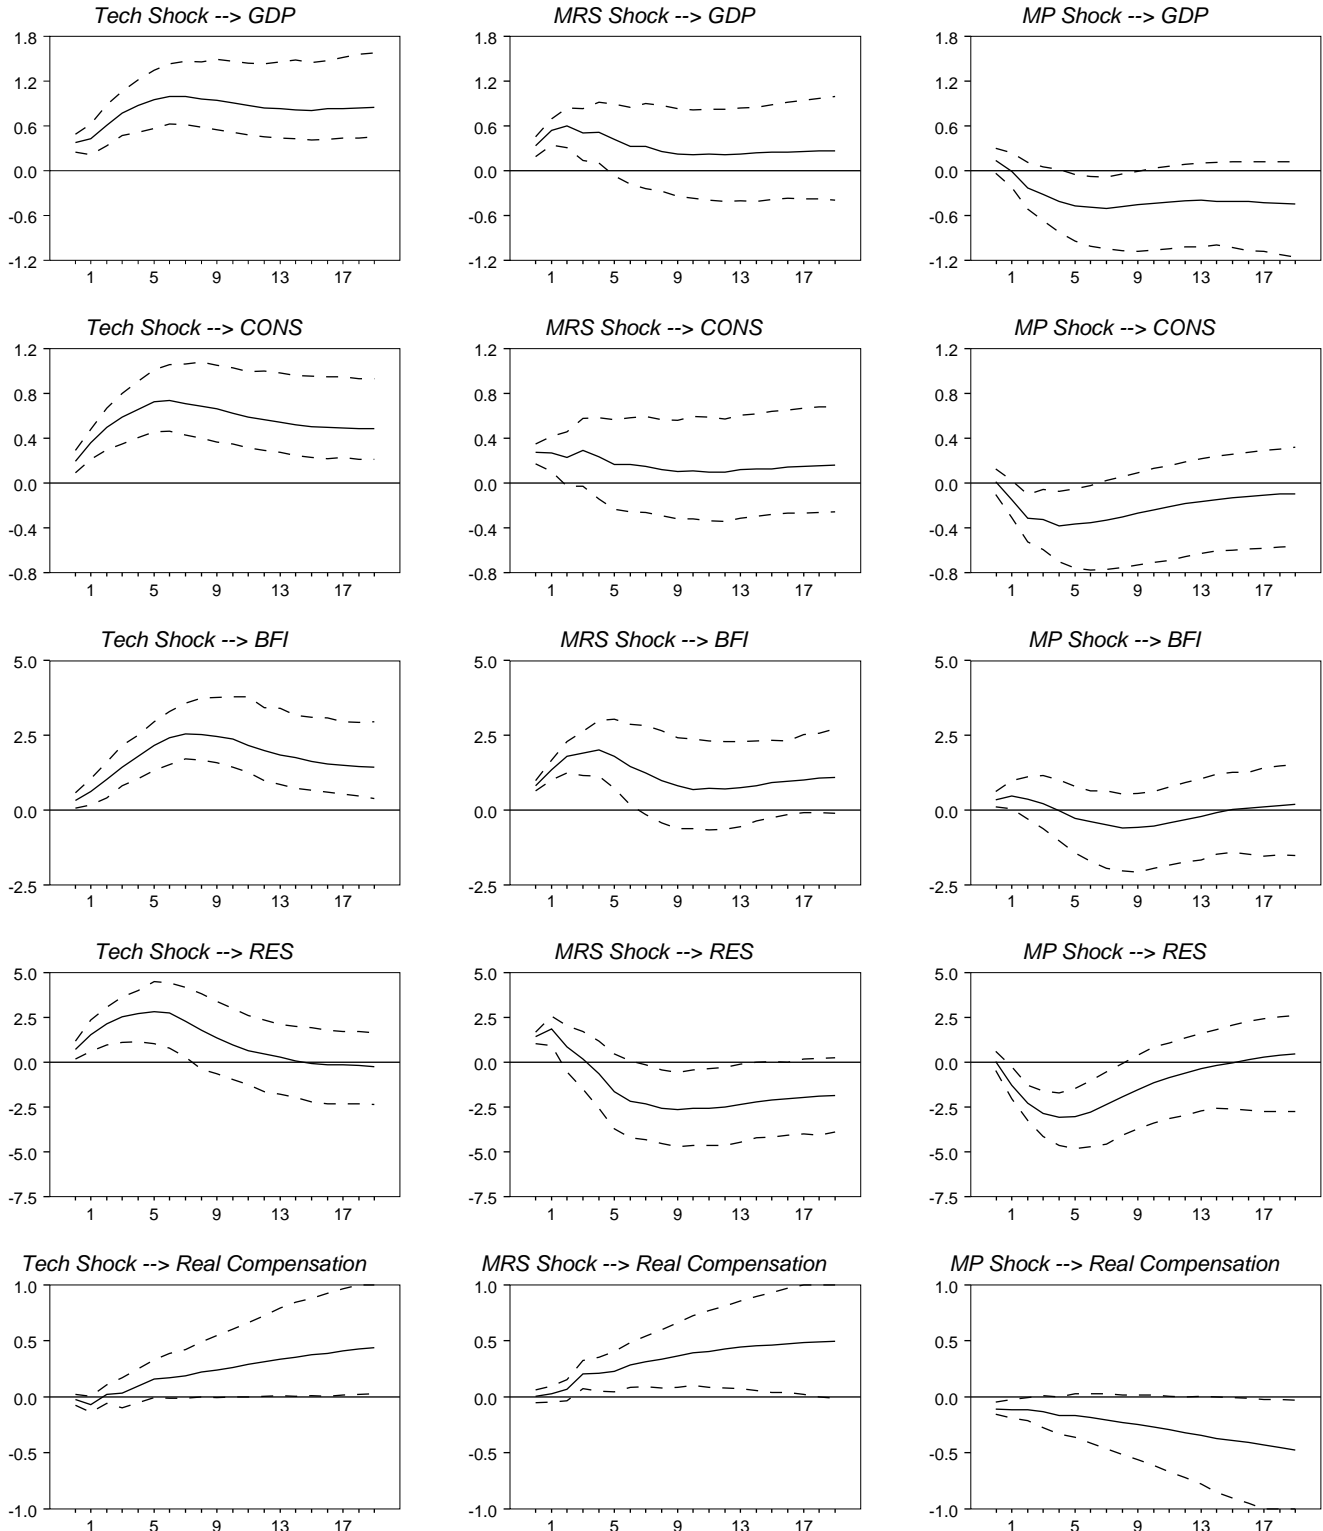 Tech Shock --> GDP
MRS Shock --> GDP
MP Shock --> GDP
1.8 1.8 1.8
1.2 1.2 1.2
0.6 0.6 0.6
0.0 0.0 0.0
-0.6 -0.6 -0.6
-1.2 -1.2 -1.2
1 5 9 13 17 1 5 9 13 17 1 5 9 13 17
Tech Shock --> CONS
MRS Shock --> CONS
MP Shock --> CONS
1.2 1.2 1.2
0.8 0.8 0.8
0.4 0.4 0.4
0.0 0.0 0.0
-0.4 -0.4 -0.4
-0.8 -0.8 -0.8
1 5 9 13 17 1 5 9 13 17 1 5 9 13 17
Tech Shock --> BFI
MRS Shock --> BFI
MP Shock --> BFI
5.0 5.0 5.0
2.5 2.5 2.5
0.0 0.0 0.0
-2.5 -2.5 -2.5
1 5 9 13 17 1 5 9 13 17 1 5 9 13 17
Tech Shock --> RES
MRS Shock --> RES
MP Shock --> RES
5.0 5.0 5.0
2.5 2.5 2.5
0.0 0.0 0.0
-2.5 -2.5 -2.5
-5.0 -5.0 -5.0
-7.5 -7.5 -7.5
1 5 9 13 17 1 5 9 13 17 1 5 9 13 17
Tech Shock --> Real Compensation
MRS Shock --> Real Compensation
MP Shock --> Real Compensation
1.0 1.0 1.0
0.5 0.5 0.5
0.0 0.0 0.0
-0.5 -0.5 -0.5
-1.0 -1.0 -1.0
1 5 9 13 17 1 5 9 13 17 1 5 9 13 17